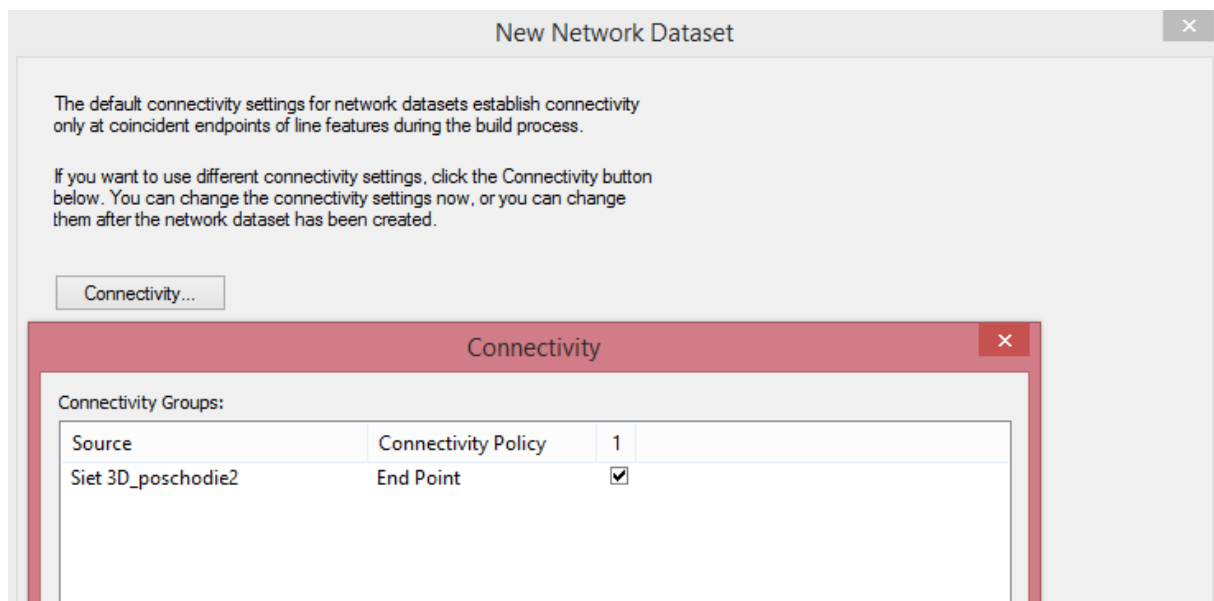 New Network Dataset
The default connectivity settings for network datasets establish connectivity
only at coincident endpoints of line features during the build process.
If you want to use different connectivity settings, click the Connectivity button
below. You can change the connectivity settings now, or you can change
them after the network dataset has been created.
Connectivity...
Connectivity
Connectivity Groups:
Source Connectivity Policy 1
Siet 3D_poschodie2 End Point